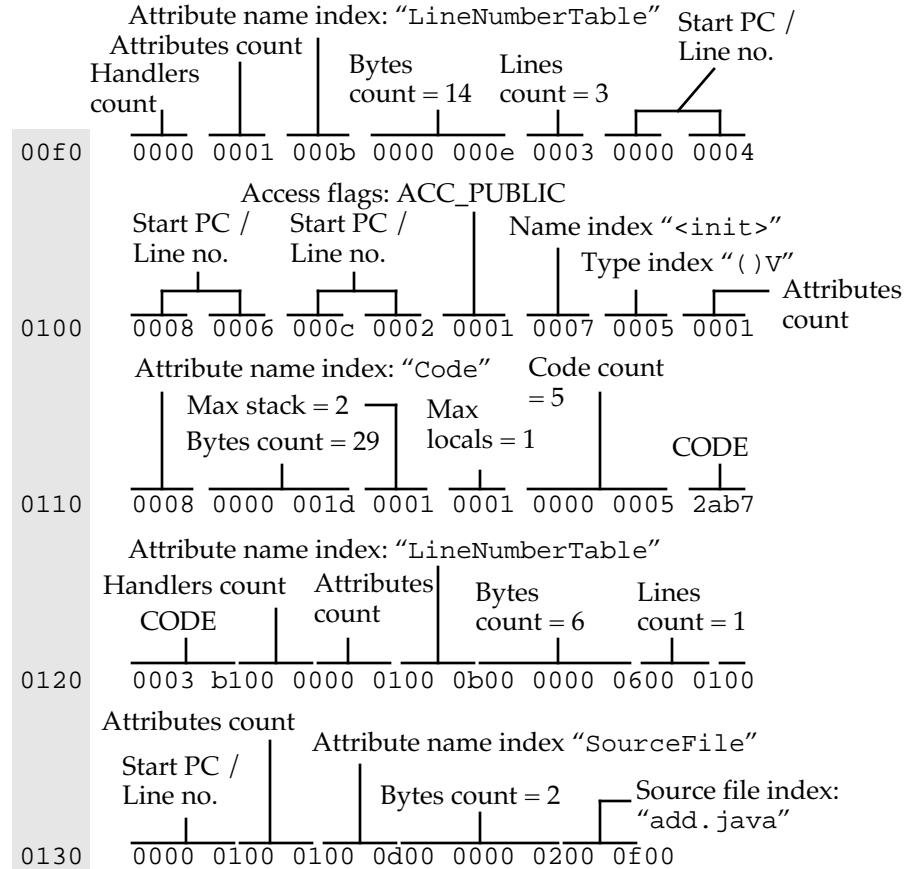 Attribute name index: “LineNumberTable”
Attributes count
Handlers
count
Bytes
count = 14
Lines
count = 3
Start PC /
Line no.
00f0 0000 0001 000b 0000 000e 0003 0000 0004
Access flags: ACC_PUBLIC
Start PC /
Line no.
Start PC /
Line no.
Name index “<init>”
Type index “()V”
Attributes
count
0100 0008 0006 000c 0002 0001 0007 0005 0001
Attribute name index: “Code”
Max stack = 2
Bytes count = 29
Max
locals = 1
Code count
= 5
CODE
0110 0008 0000 001d 0001 0001 0000 0005 2ab7
Attribute name index: “LineNumberTable”
Handlers count
CODE
Attributes
count
Bytes
count = 6
Lines
count = 1
0120 0003 b100 0000 0100 0b00 0000 0600 0100
Attributes count
Start PC /
Line no.
Attribute name index “SourceFile”
Bytes count = 2
Source file index:
“add.java”
0130 0000 0100 0100 0d00 0000 0200 0f00